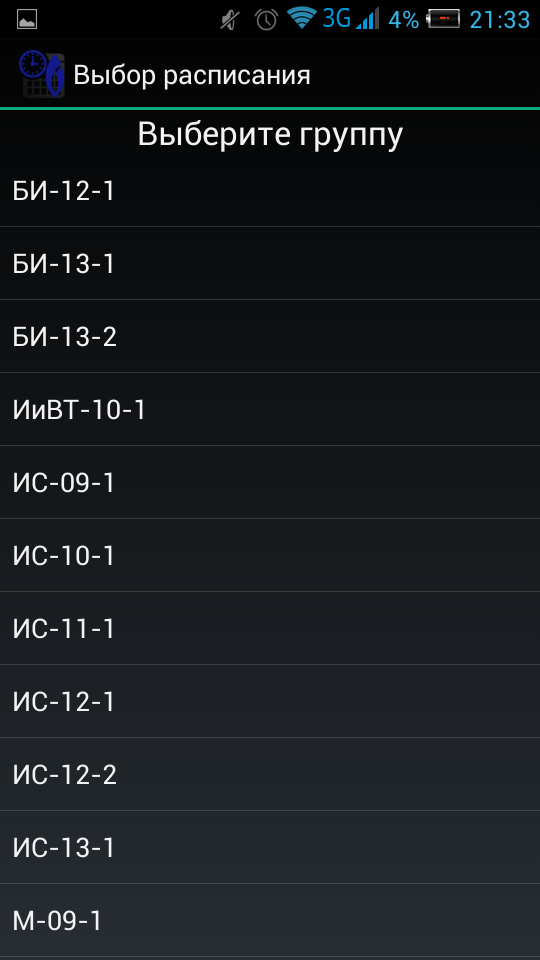 3G 4% 21:33
Выбор расписания
Выберите группу
БИ-12-1
БИ-13-1
БИ-13-2
ИиВТ-10-1
ИС-09-1
ИС-10-1
ИС-11-1
ИС-12-1
ИС-12-2
ИС-13-1
М-09-1